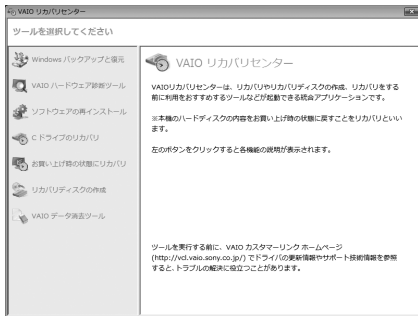 VAIO リカバリセンター
ツールを選択してください
Windows バックアップと復元
VAIO ハードウェア診断ツール
ソフトウェアの再インストール
C ドライブのリカバリ
お買い上げ時の状態にリカバリ
リカバリディスクの作成
VAIO データ消去ツール
VAIO リカバリセンター
VAIOリカバリセンターは、リカバリやリカバリディスクの作成、リカバリをする
前に利用をおすすめするツールなどが起動できる統合アプリケーションです。
※本機のハードディスクの内容をお買い上げ時の状態に戻すことをリカバリといい
ます。
左のボタンをクリックすると各機能の説明が表示されます。
ツールを実行する前に、VAIO カスタマーリンク ホームページ
(http://vcl.vaio.sony.co.jp/) でドライバの更新情報やサポート技術情報を参照
すると、トラブルの解決に役立つことがあります。